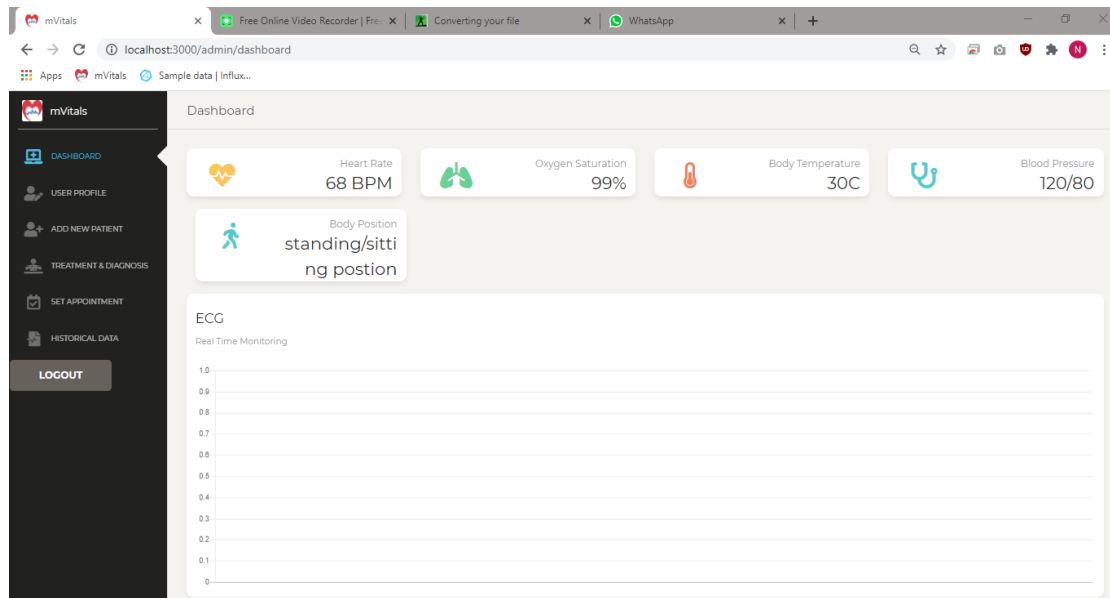 mVitals
Free Online Video Recorder | Free
Converting your file
WhatsApp
localhost:3000/admin/dashboard
N
Apps
mVitals
Sample data | Influx...
mVitals
Dashboard
DASHBOARD
USER PROFILE
ADD NEW PATIENT
TREATMENT & DIAGNOSIS
SET APPOINTMENT
HISTORICAL DATA
LOGOUT
Heart Rate
68 BPM
Oxygen Saturation
99%
Body Temperature
30C
Blood Pressure
120/80
Body Position
standing/sitti
ng postion
ECG
Real Time Monitoring
1.0
0.9
0.8
0.7
0.6
0.5
0.4
0.3
0.2
0.1
0